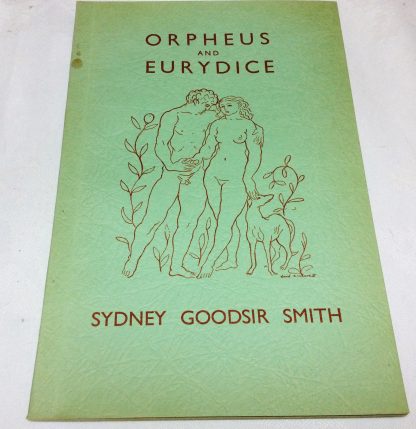 ORPHEUS
AND
EURYDICE
SYDNEY GOODSIR SMITH